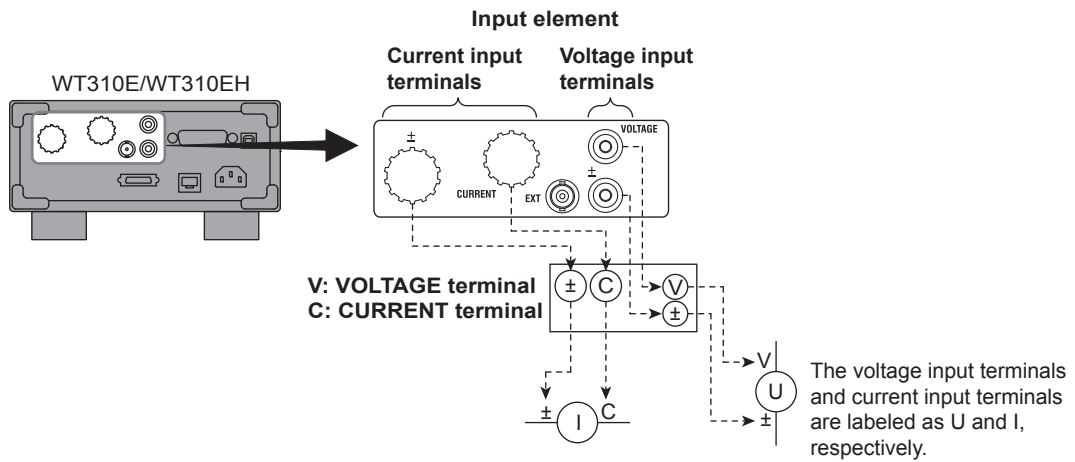 Input element
Current input
terminals
Voltage input
terminals
WT310E/WT310EH
±
VOLTAGE
±
CURRENT
EXT
V: VOLTAGE terminal
C: CURRENT terminal
± C
V
±
± I C
V
U
±
The voltage input terminals
and current input terminals
are labeled as U and I,
respectively.